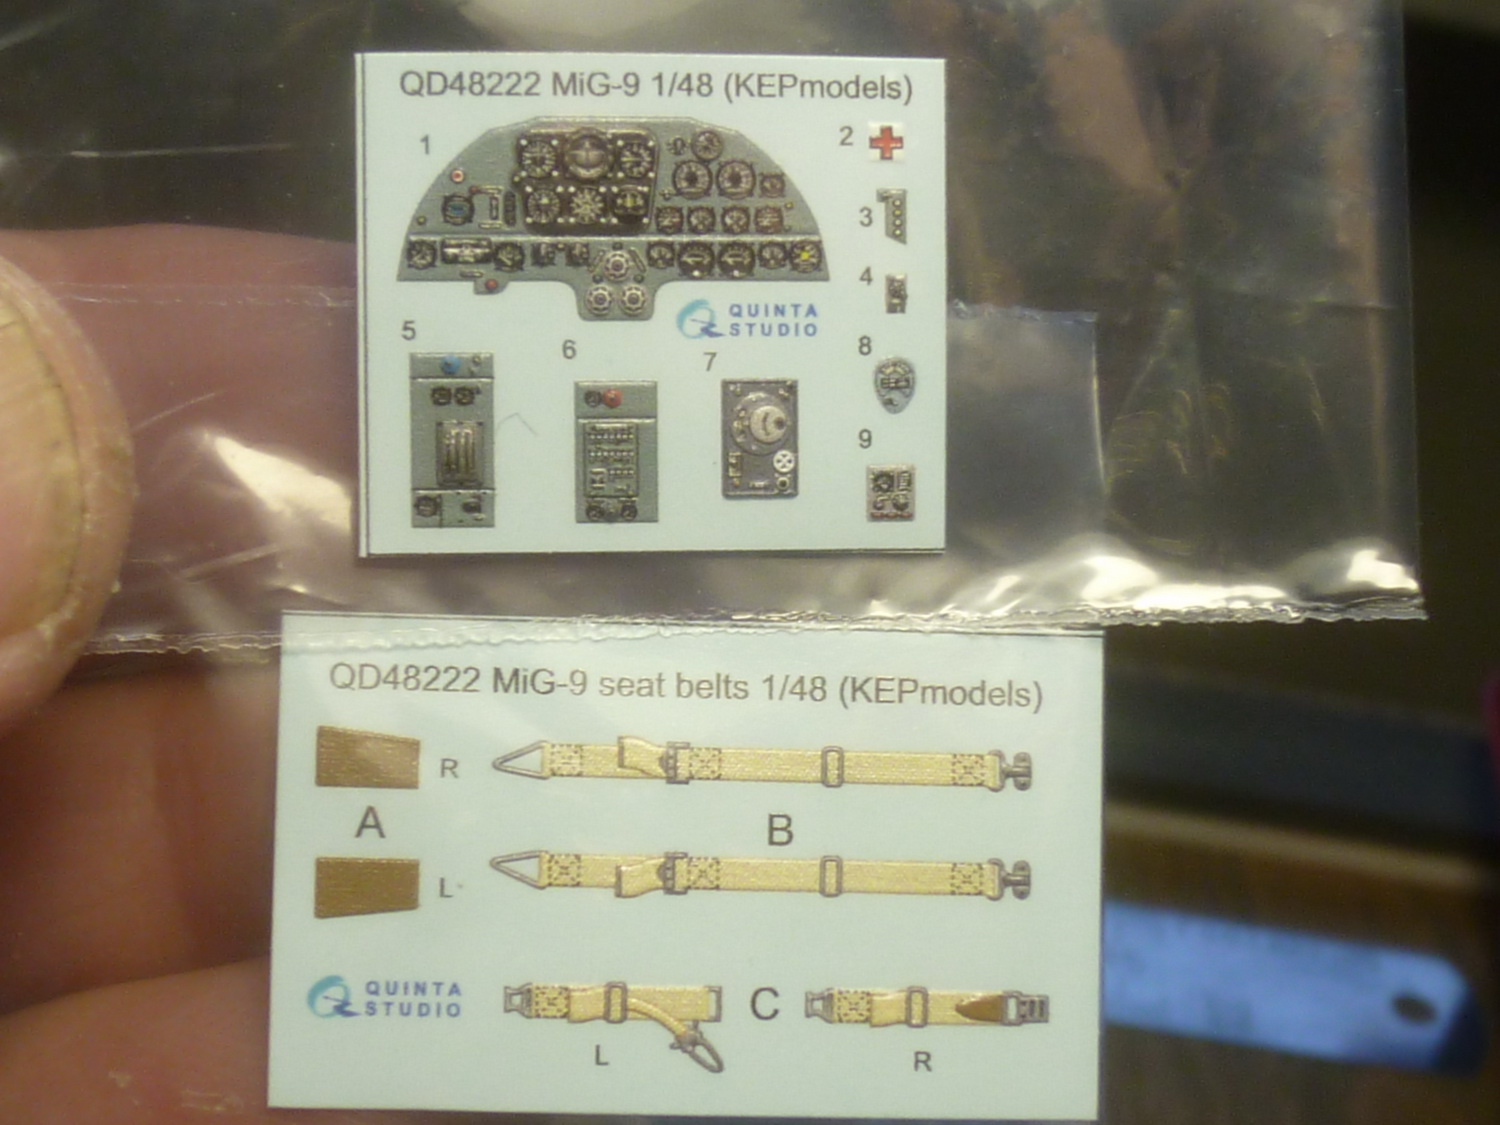 QD48222 MiG-9 1/48 (KEPmodels)
1
2
3
4
QUINTA
STUDIO
5
6
7
8
9
QD48222 MiG-9 seat belts 1/48 (KEPmodels)
R
A
B
L
QUINTA
STUDIO
C
L
R